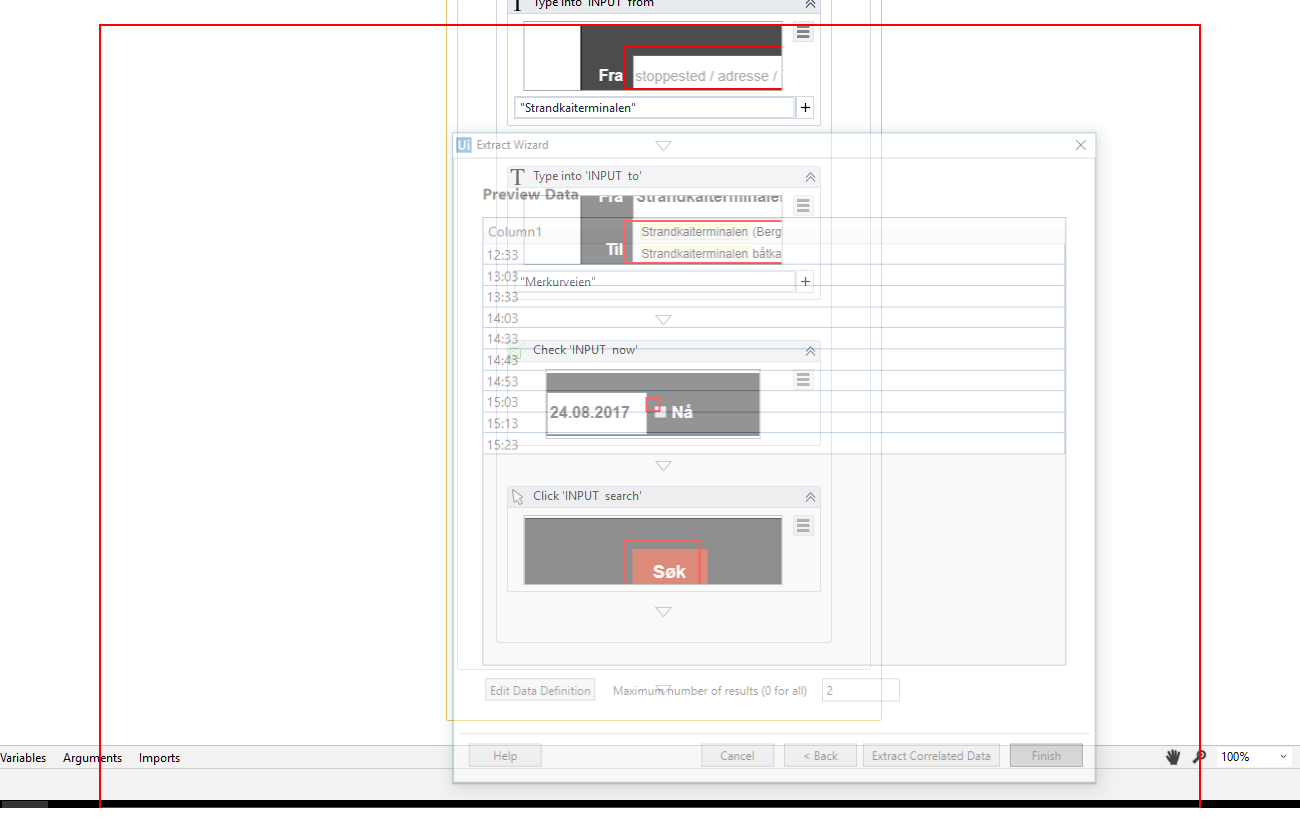 Type into 'INPUT from'
Fra
stoppested / adresse /
"Strandkaiterminalen"
+
Ui Extract Wizard
T Type into 'INPUT to'
Preview Data
Fra Strandkaiterminalen
Column1
Til
Strandkaiterminalen (Berg
Strandkaiterminalen båtka
12:33
13:03
"Merkurveien"
+
13:33
14:03
14:33
Check 'INPUT now'
14:43
14:53
15:03
24.08.2017
Nå
15:13
15:23
Click 'INPUT search'
Søk
Edit Data Definition
Maximum number of results (0 for all)
2
Help
Cancel
< Back
Extract Correlated Data
Finish
Variables
Arguments
Imports
100%